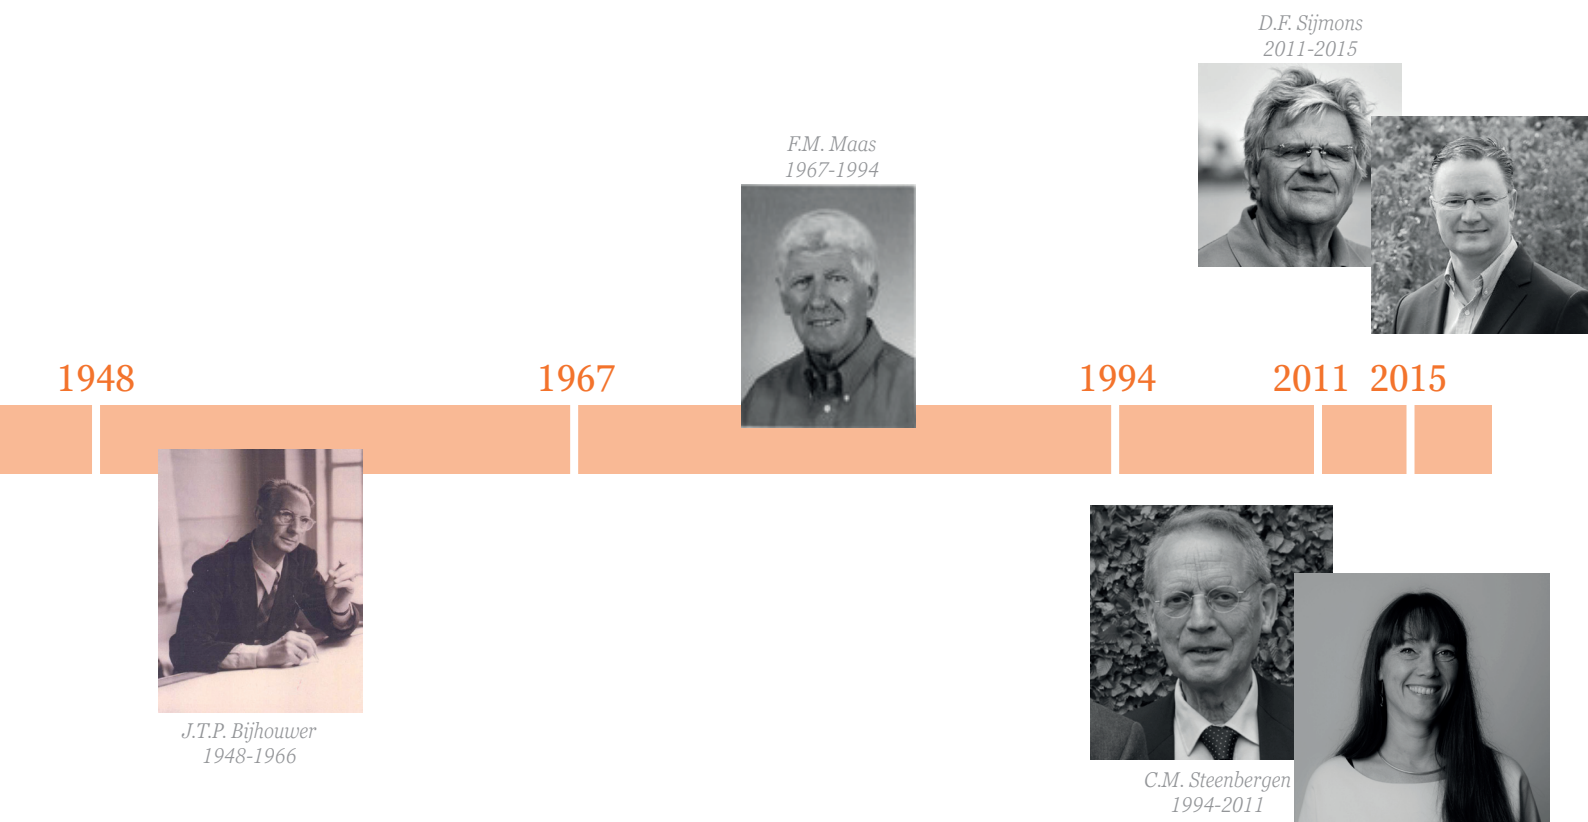 D.F. Sijmons
2011-2015
F.M. Maas
1967-1994
1948
1967
1994
2011
2015
J.T.P. Bijhouwer
1948-1966
C.M. Steenbergen
1994-2011